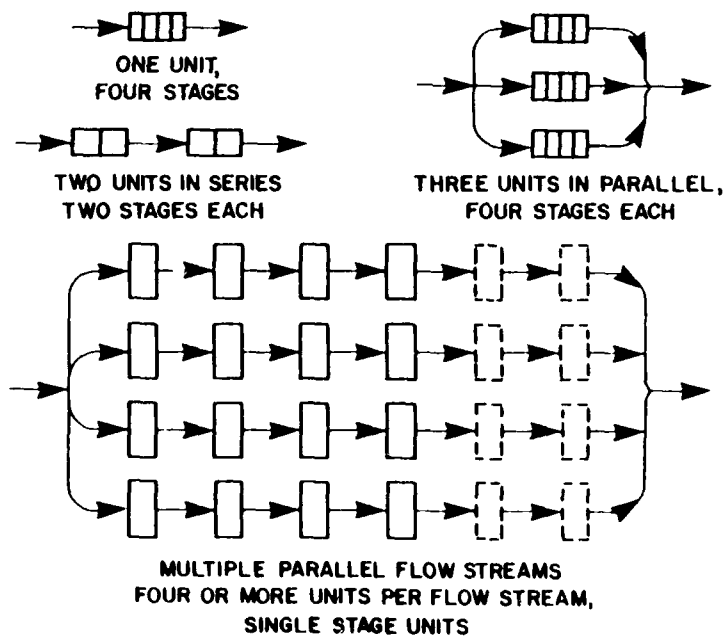 ONE UNIT,
FOUR STAGES
TWO UNITS IN SERIES
TWO STAGES EACH
THREE UNITS IN PARALLEL,
FOUR STAGES EACH
MULTIPLE PARALLEL FLOW STREAMS
FOUR OR MORE UNITS PER FLOW STREAM,
SINGLE STAGE UNITS